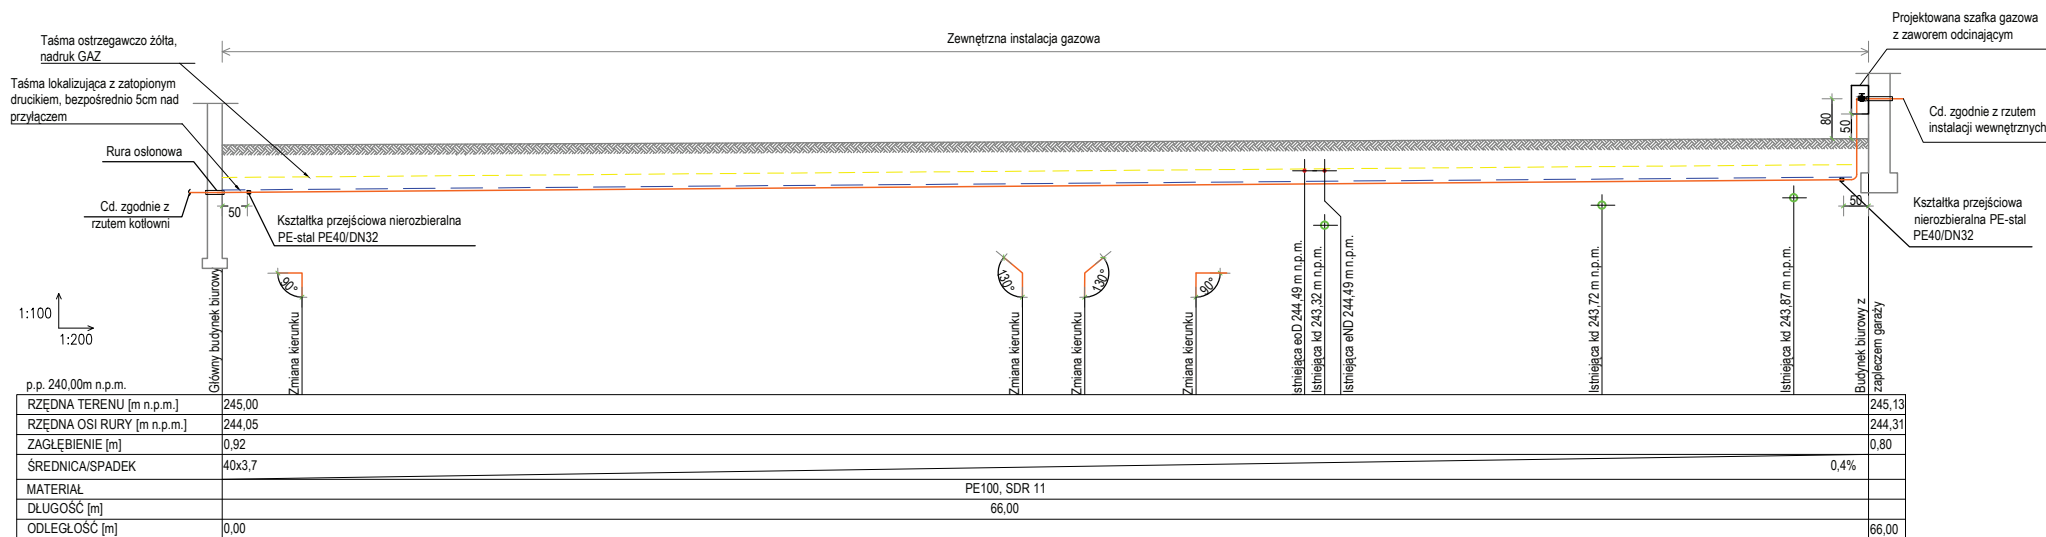 Zewnętrzna instalacja gazowa
Projektowana szafka gazowa
z zaworem odcinającym
Taśma ostrzegawczo żółta,
nadruk GAZ
Taśma lokalizująca z zatopionym
drucikiem, bezpośrednio 5cm nad
przyłączem
Rura osłonowa
Cd. zgodnie z
rzutem kotłowni
50
Kształtka przejściowa nierozbieralna
PE-stal PE40/DN32
80
50
Cd. zgodnie z rzutem
instalacji wewnętrznych
50
Kształtka przejściowa
nierozbieralna PE-stal
PE40/DN32
1:100
1:200
Główny budynek biurowy
90°
Zmiana kierunku
130°
Zmiana kierunku
130°
Zmiana kierunku
90°
Zmiana kierunku
Istniejąca eoD 244,49 m n.p.m.
Istniejąca kd 243,32 m n.p.m.
Istniejąca eND 244,49 m n.p.m.
Istniejąca kd 243,72 m n.p.m.
Istniejąca kd 243,87 m n.p.m.
Budynek biurowy z
zapleczem garaży
p.p. 240,00m n.p.m.
RZĘDNA TERENU [m n.p.m.] 245,00 245,13
RZĘDNA OSI RURY [m n.p.m.] 244,05 244,31
ZAGŁĘBIENIE [m] 0,92 0,80
ŚREDNICA/SPADEK 40x3,7 0,4%
MATERIAŁ PE100, SDR 11
DŁUGOŚĆ [m] 66,00
ODLEGŁOŚĆ [m] 0,00 66,00